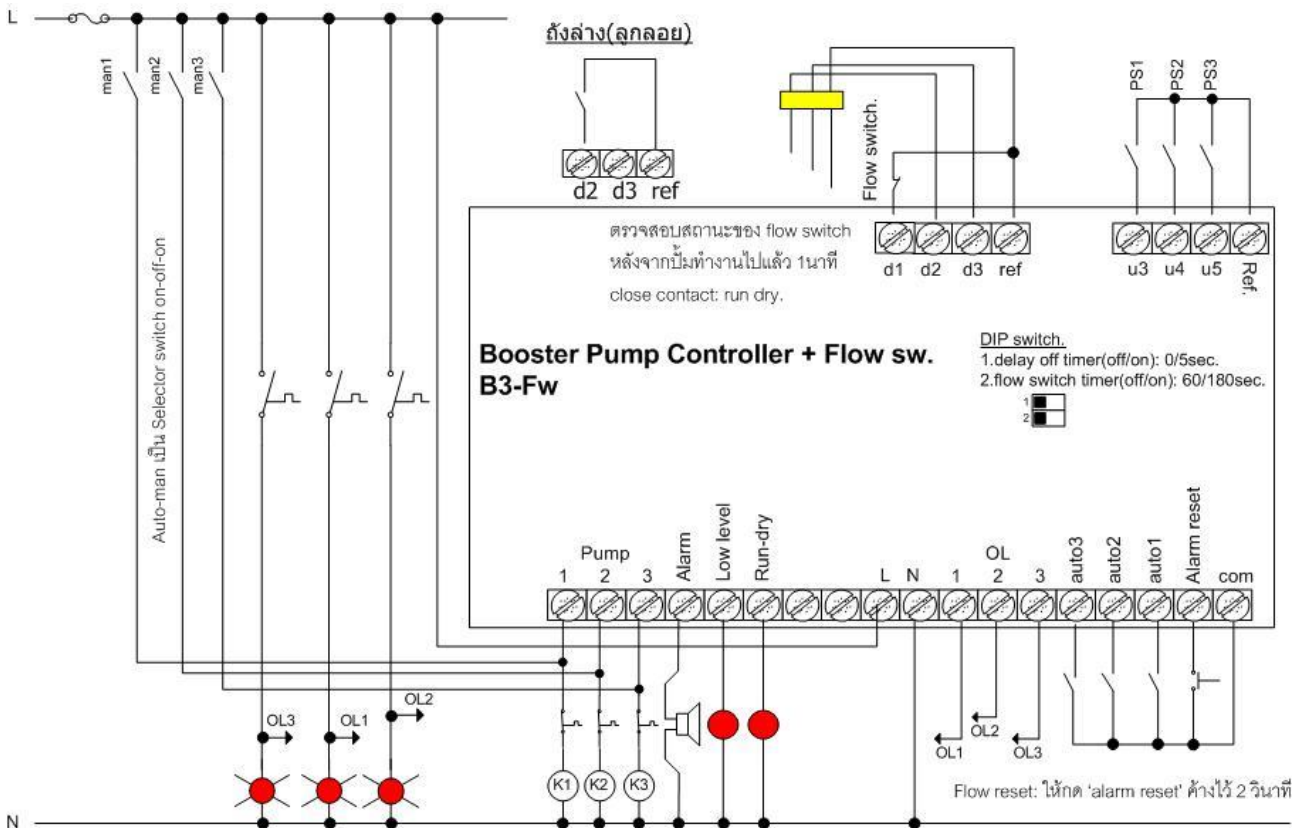 L
man1
man2
man3
Auto-man เป็น Selector switch on-off-on
ถังล่าง(ลูกลอย)
d2 d3 ref
Flow switch.
d1 d2 d3 ref
PS1
PS2
PS3
u3 u4 u5 Ref.
ตรวจสอบสถานะของ flow switch
หลังจากปั้มทำงานไปแล้ว 1นาที
close contact: run dry.
Booster Pump Controller + Flow sw.
B3-Fw
DIP switch.
1.delay off timer(off/on): 0/5sec.
2.flow switch timer(off/on): 60/180sec.
1
2
Pump
1 2 3
Alarm
Low level
Run-dry
L N
OL
1 2 3
auto3
auto2
auto1
Alarm reset
com
OL3
OL1
OL2
K1
K2
K3
OL1
OL2
OL3
Flow reset: ให้กด 'alarm reset' ค้างไว้ 2 วินาที
N